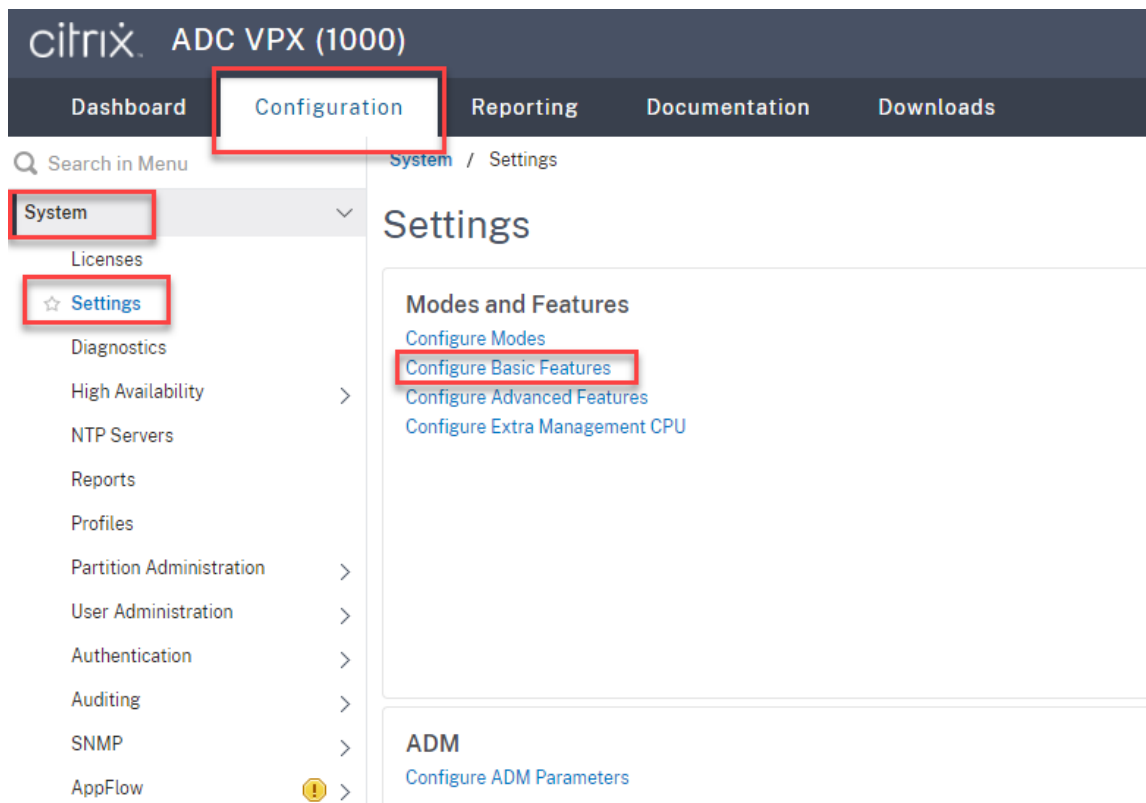 citrix. ADC VPX (1000)
Dashboard Configuration Reporting Documentation Downloads
Search in Menu
System / Settings
System
Settings
Licenses
Settings
Diagnostics
High Availability
NTP Servers
Reports
Profiles
Partition Administration
User Administration
Authentication
Auditing
SNMP
AppFlow
Modes and Features
Configure Modes
Configure Basic Features
Configure Advanced Features
Configure Extra Management CPU
ADM
Configure ADM Parameters